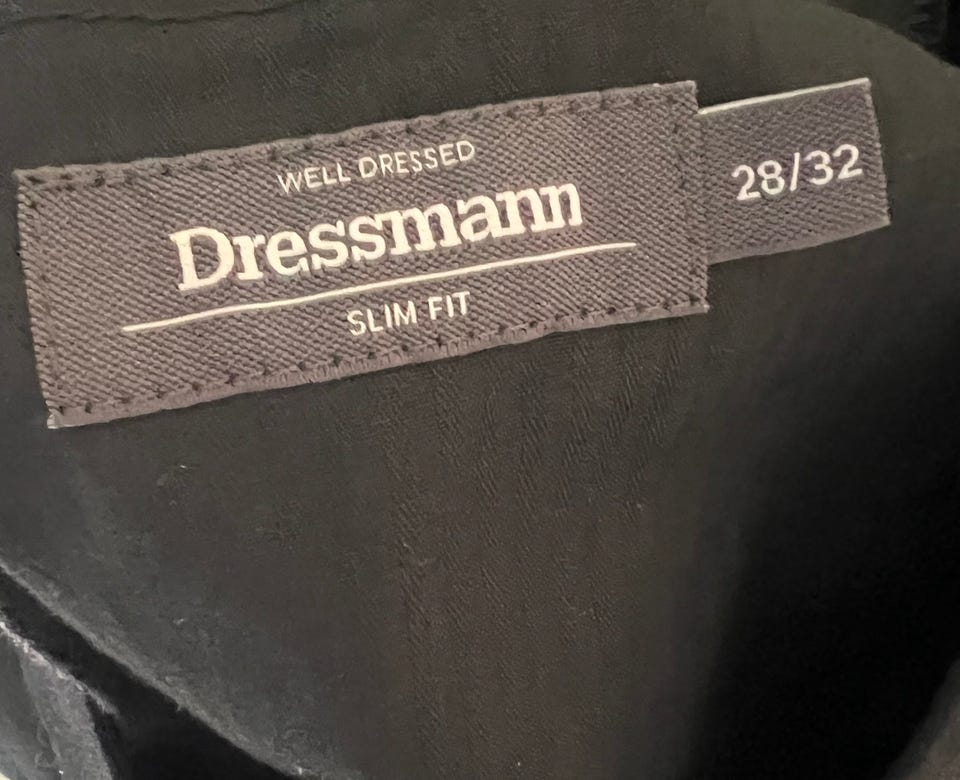 WELL DRESSED
Dressmann
SLIM FIT
28/32